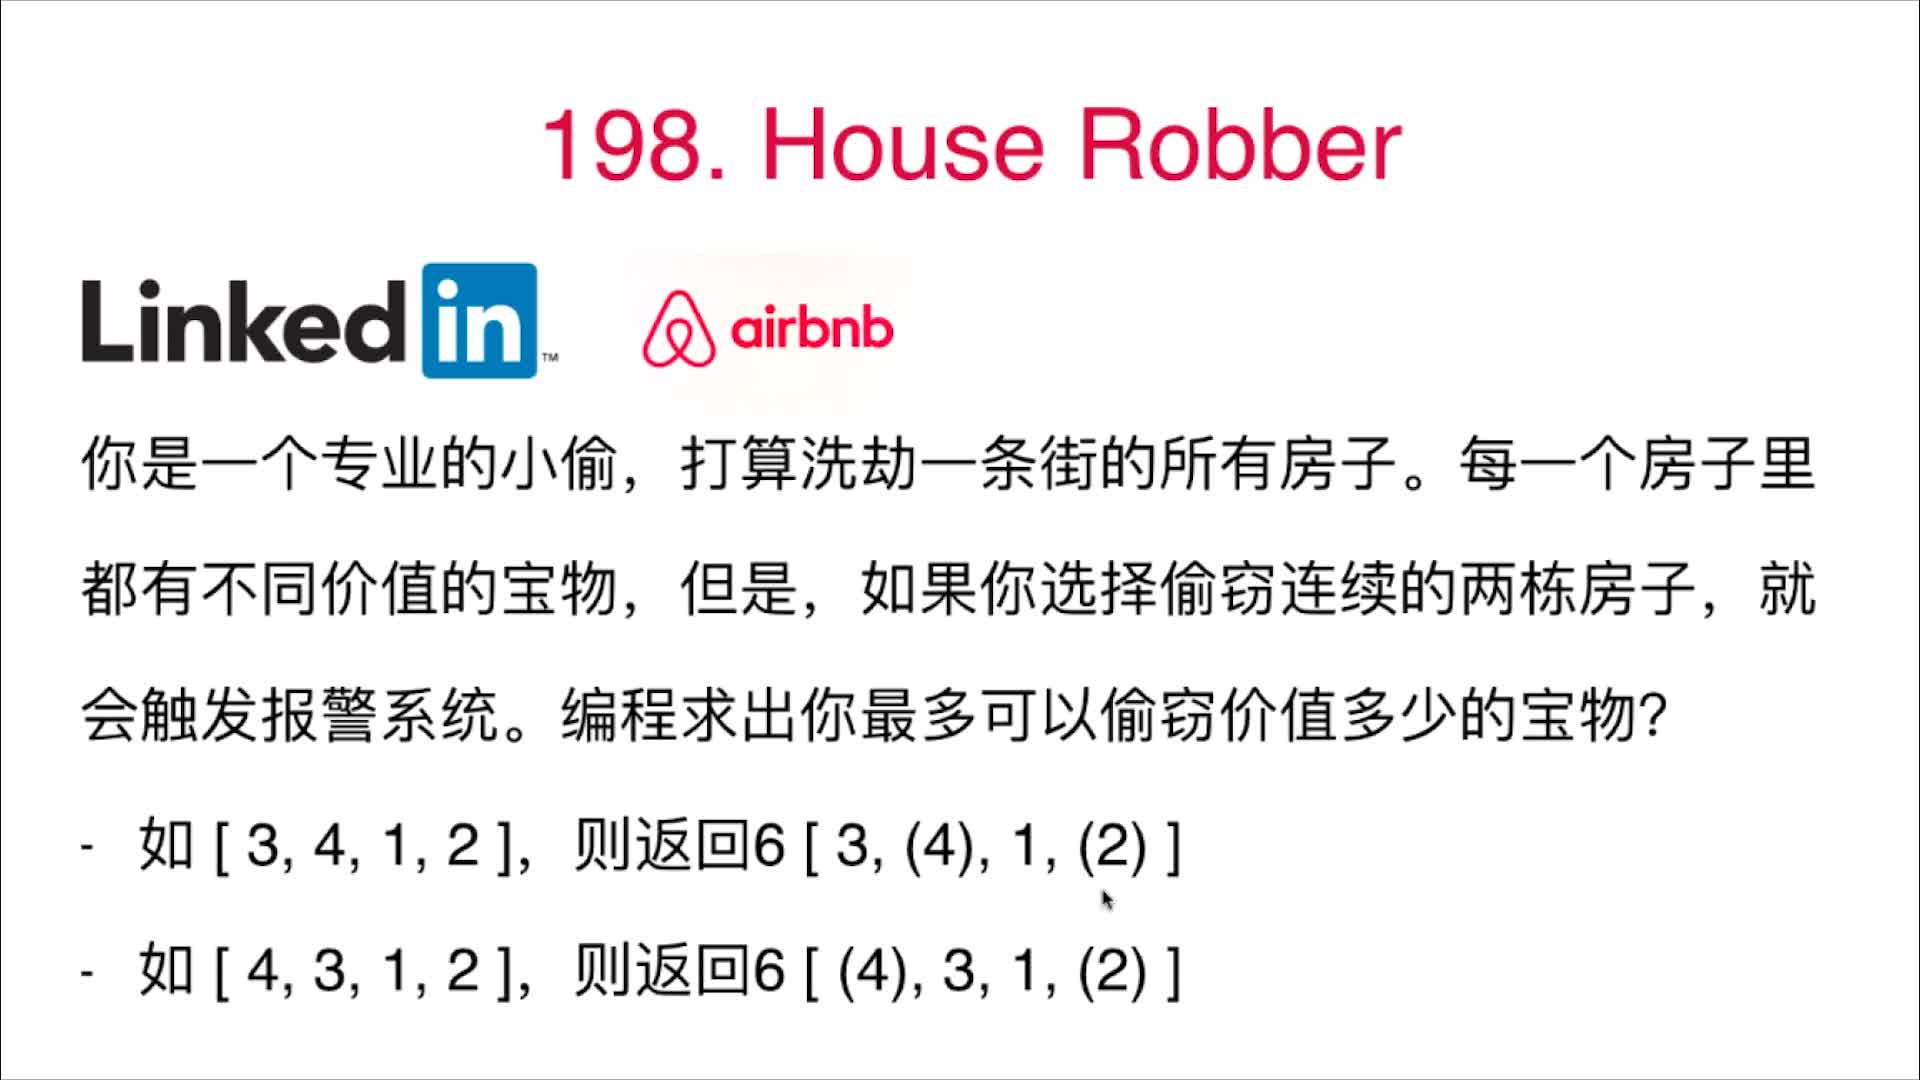 198. House Robber
Linked in ™
airbnb
你是一个专业的小偷，打算洗劫一条街的所有房子。每一个房子里
都有不同价值的宝物，但是，如果你选择偷窃连续的两栋房子，就
会触发报警系统。编程求出你最多可以偷窃价值多少的宝物？
- 如 [ 3, 4, 1, 2 ]，则返回6 [ 3, (4), 1, (2) ]
- 如 [ 4, 3, 1, 2 ]，则返回6 [ (4), 3, 1, (2) ]